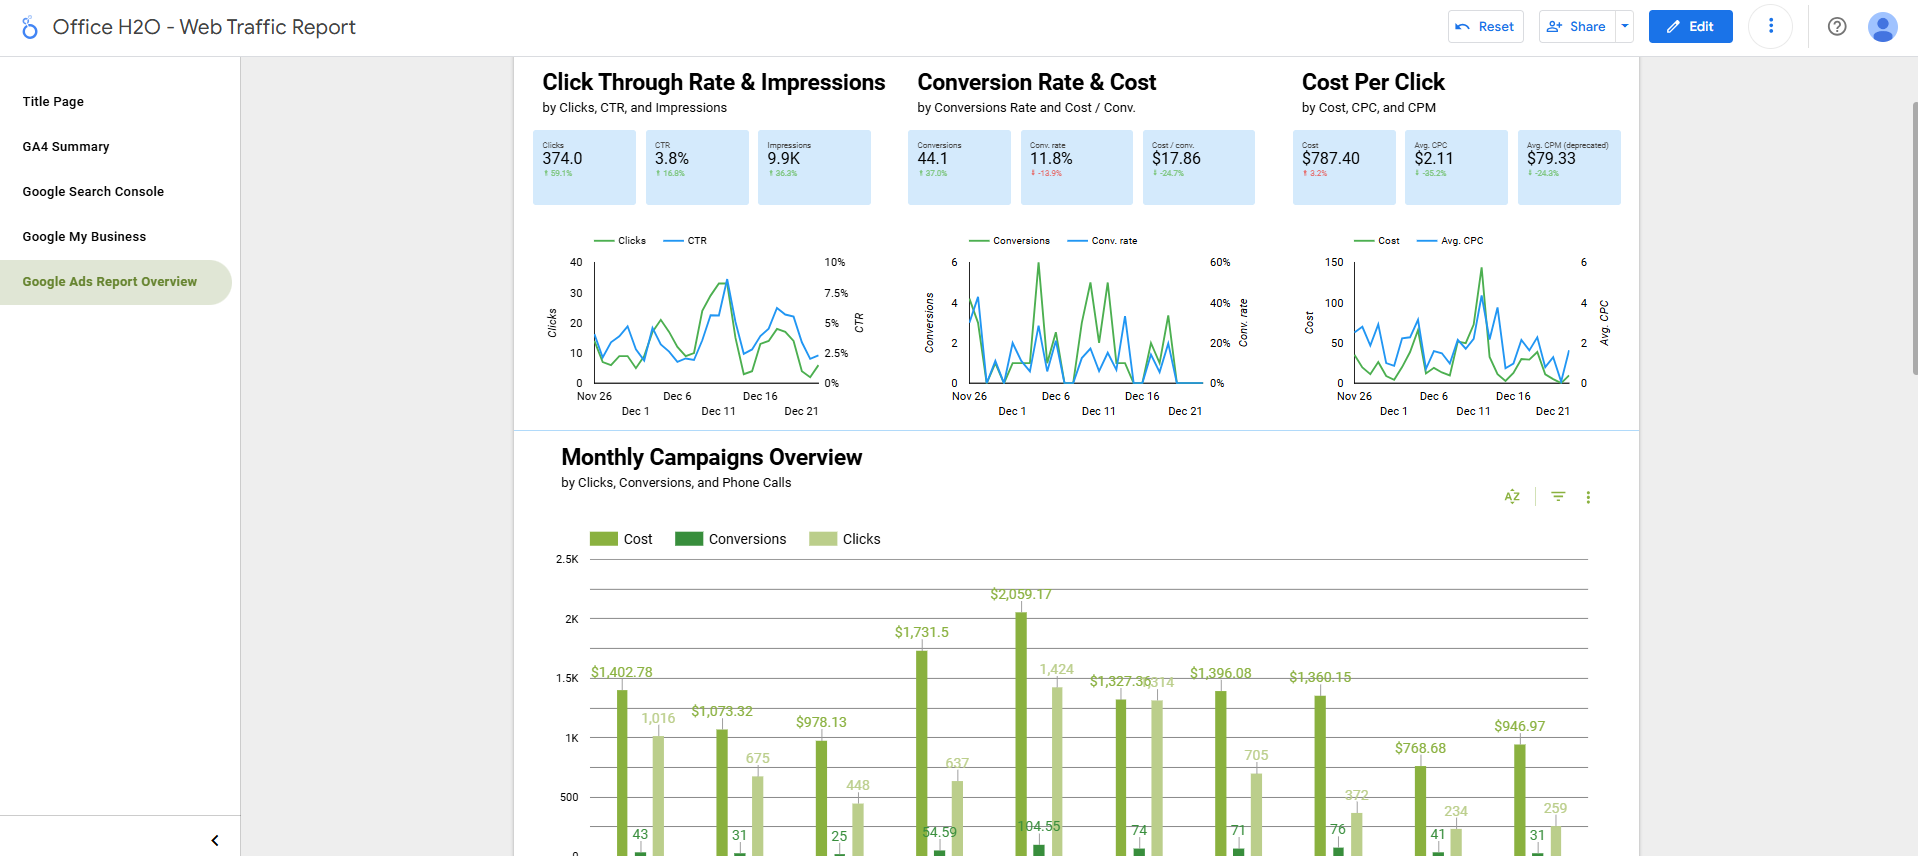 Office H2O - Web Traffic Report
Reset
Share
Edit
Title Page
GA4 Summary
Google Search Console
Google My Business
Google Ads Report Overview
Click Through Rate & Impressions
by Clicks, CTR, and Impressions
Clicks
374.0
59.1%
CTR
3.8%
16.8%
Impressions
9.9K
36.3%
Clicks
CTR
40
30
20
10
0
Clicks
10%
7.5%
5%
2.5%
0%
CTR
Nov 26
Dec 1
Dec 6
Dec 11
Dec 16
Dec 21
Conversion Rate & Cost
by Conversions Rate and Cost / Conv.
Conversions
44.1
37.0%
Conv. rate
11.8%
-13.9%
Cost / conv.
$17.86
-24.7%
Conversions
Conv. rate
6
4
2
0
Conversions
60%
40%
20%
0%
Conv. rate
Nov 26
Dec 1
Dec 6
Dec 11
Dec 16
Dec 21
Cost Per Click
by Cost, CPC, and CPM
Cost
$787.40
3.2%
Avg. CPC
$2.11
-35.2%
Avg. CPM (deprecated)
$79.33
-24.3%
Cost
Avg. CPC
150
100
50
0
Cost
6
4
2
0
Avg. CPC
Nov 26
Dec 1
Dec 6
Dec 11
Dec 16
Dec 21
Monthly Campaigns Overview
by Clicks, Conversions, and Phone Calls
AZ
Cost
Conversions
Clicks
2.5K
2K
1.5K
1K
500
0
$1,402.78
43
1,016
$1,073.32
31
675
$978.13
25
448
$1,731.5
54.59
637
$2,059.17
104.55
1,424
$1,327.36
74
1,314
$1,396.08
71
705
$1,360.15
76
372
$768.68
41
234
$946.97
31
259